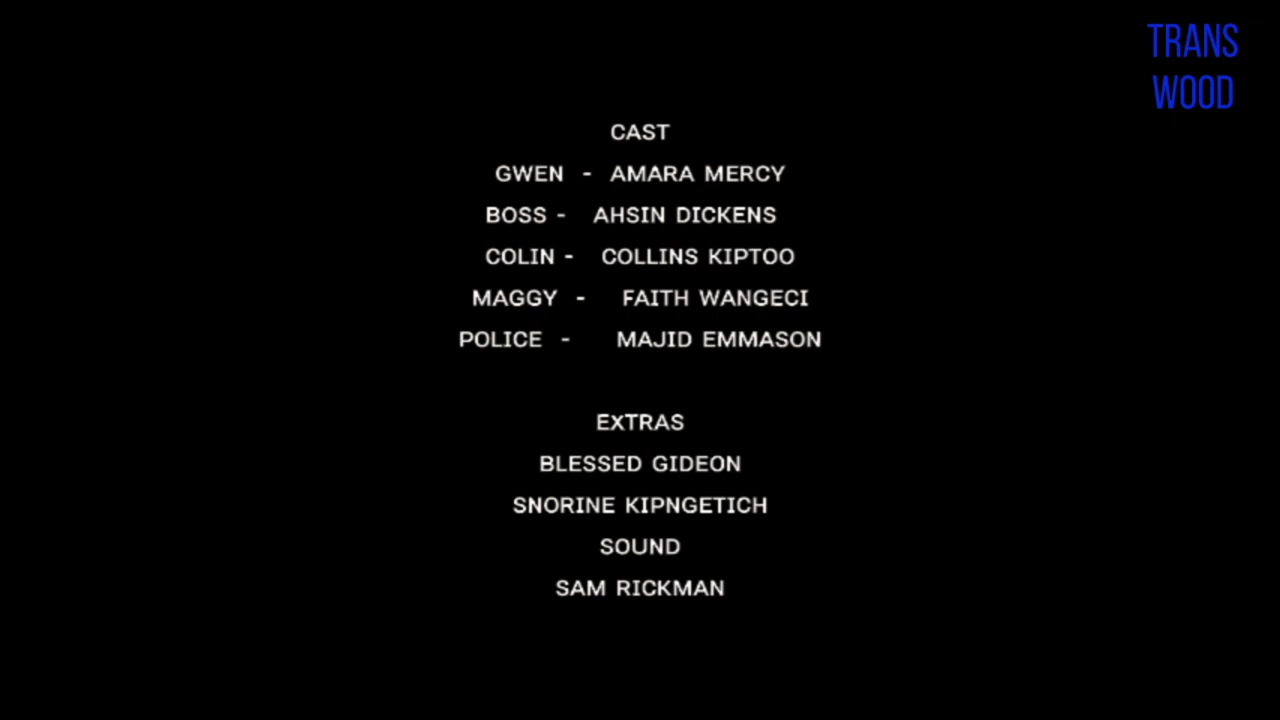 TRANS
WOOD
CAST
GWEN - AMARA MERCY
BOSS - AHSIN DICKENS
COLIN - COLLINS KIPTOO
MAGGY - FAITH WANGECI
POLICE - MAJID EMMASON
EXTRAS
BLESSED GIDEON
SNORINE KIPNGETICH
SOUND
SAM RICKMAN